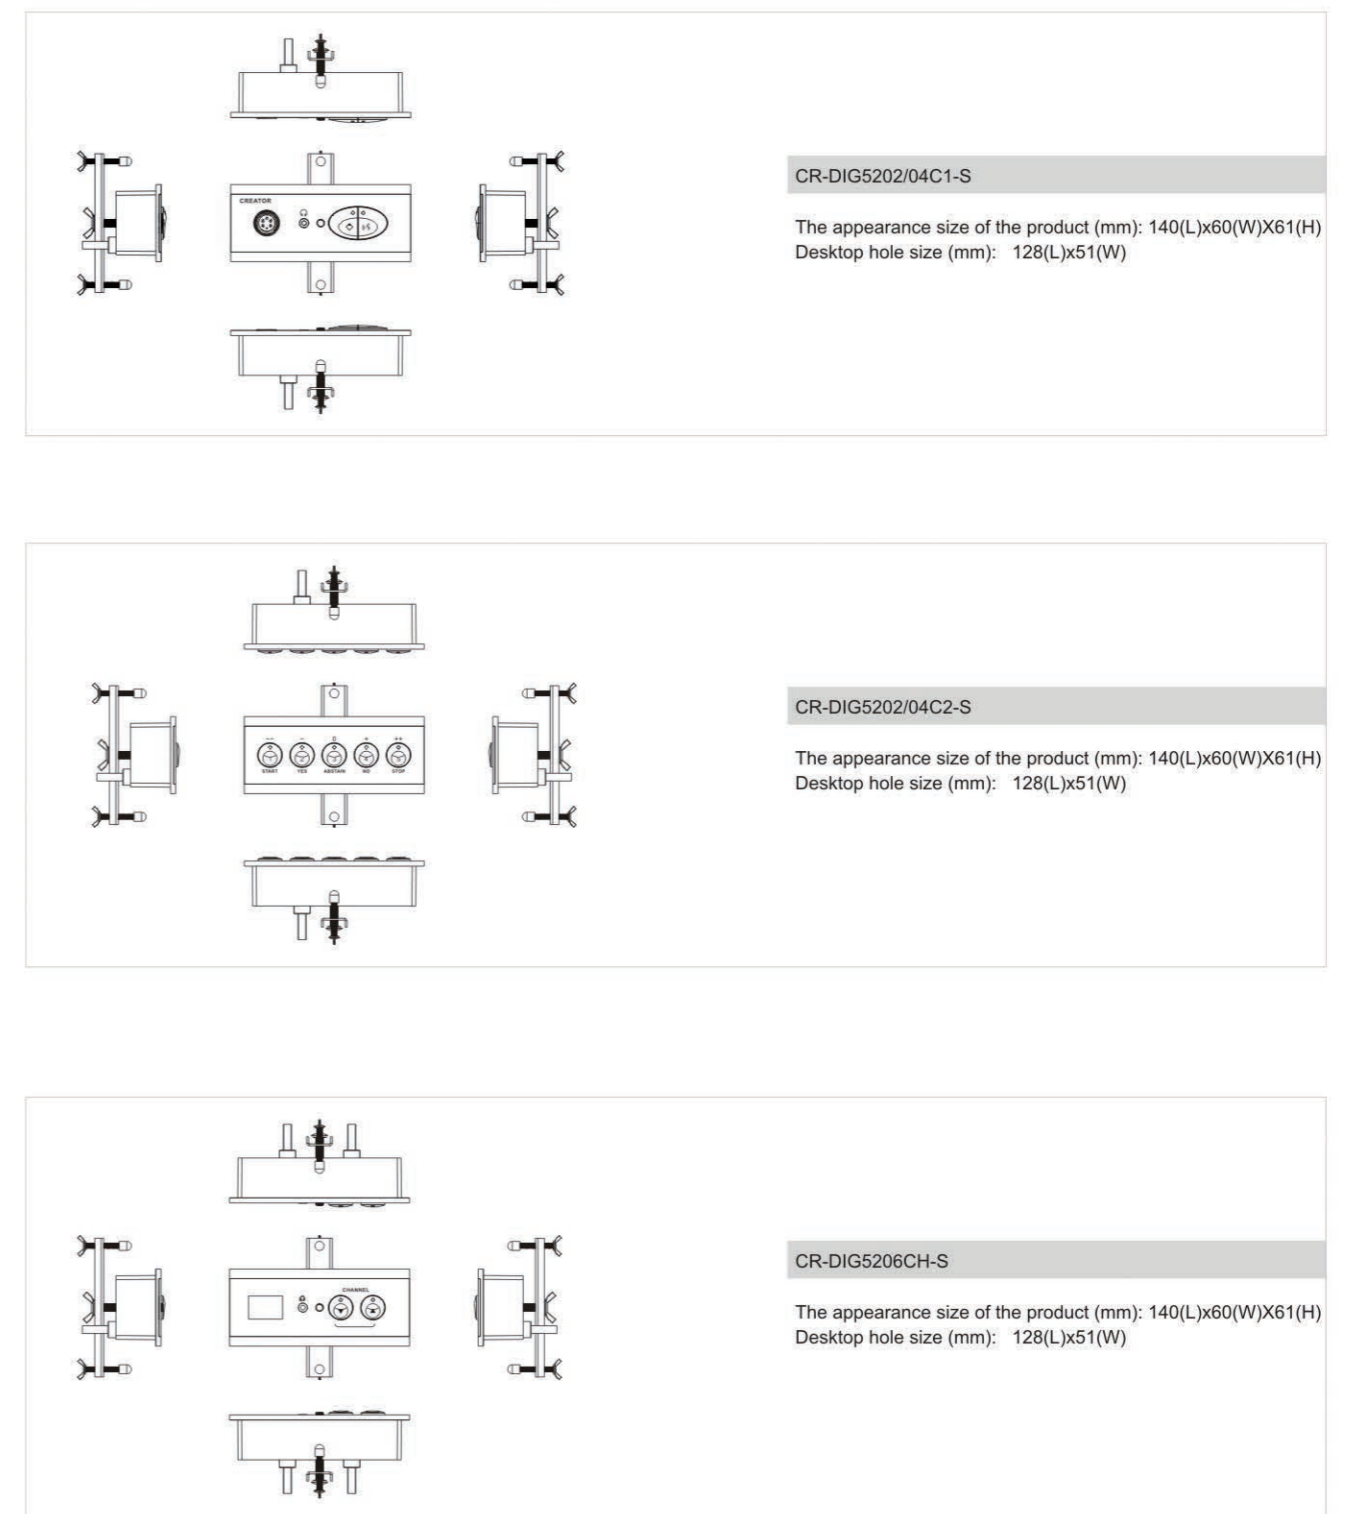 CREATOR
CR-DIG5202/04C1-S
The appearance size of the product (mm): 140(L)x60(W)X61(H)
Desktop hole size (mm): 128(L)x51(W)
-- - 0 + ++
START YES ABSTAIN NO STOP
CR-DIG5202/04C2-S
The appearance size of the product (mm): 140(L)x60(W)X61(H)
Desktop hole size (mm): 128(L)x51(W)
CHANNEL
CR-DIG5206CH-S
The appearance size of the product (mm): 140(L)x60(W)X61(H)
Desktop hole size (mm): 128(L)x51(W)